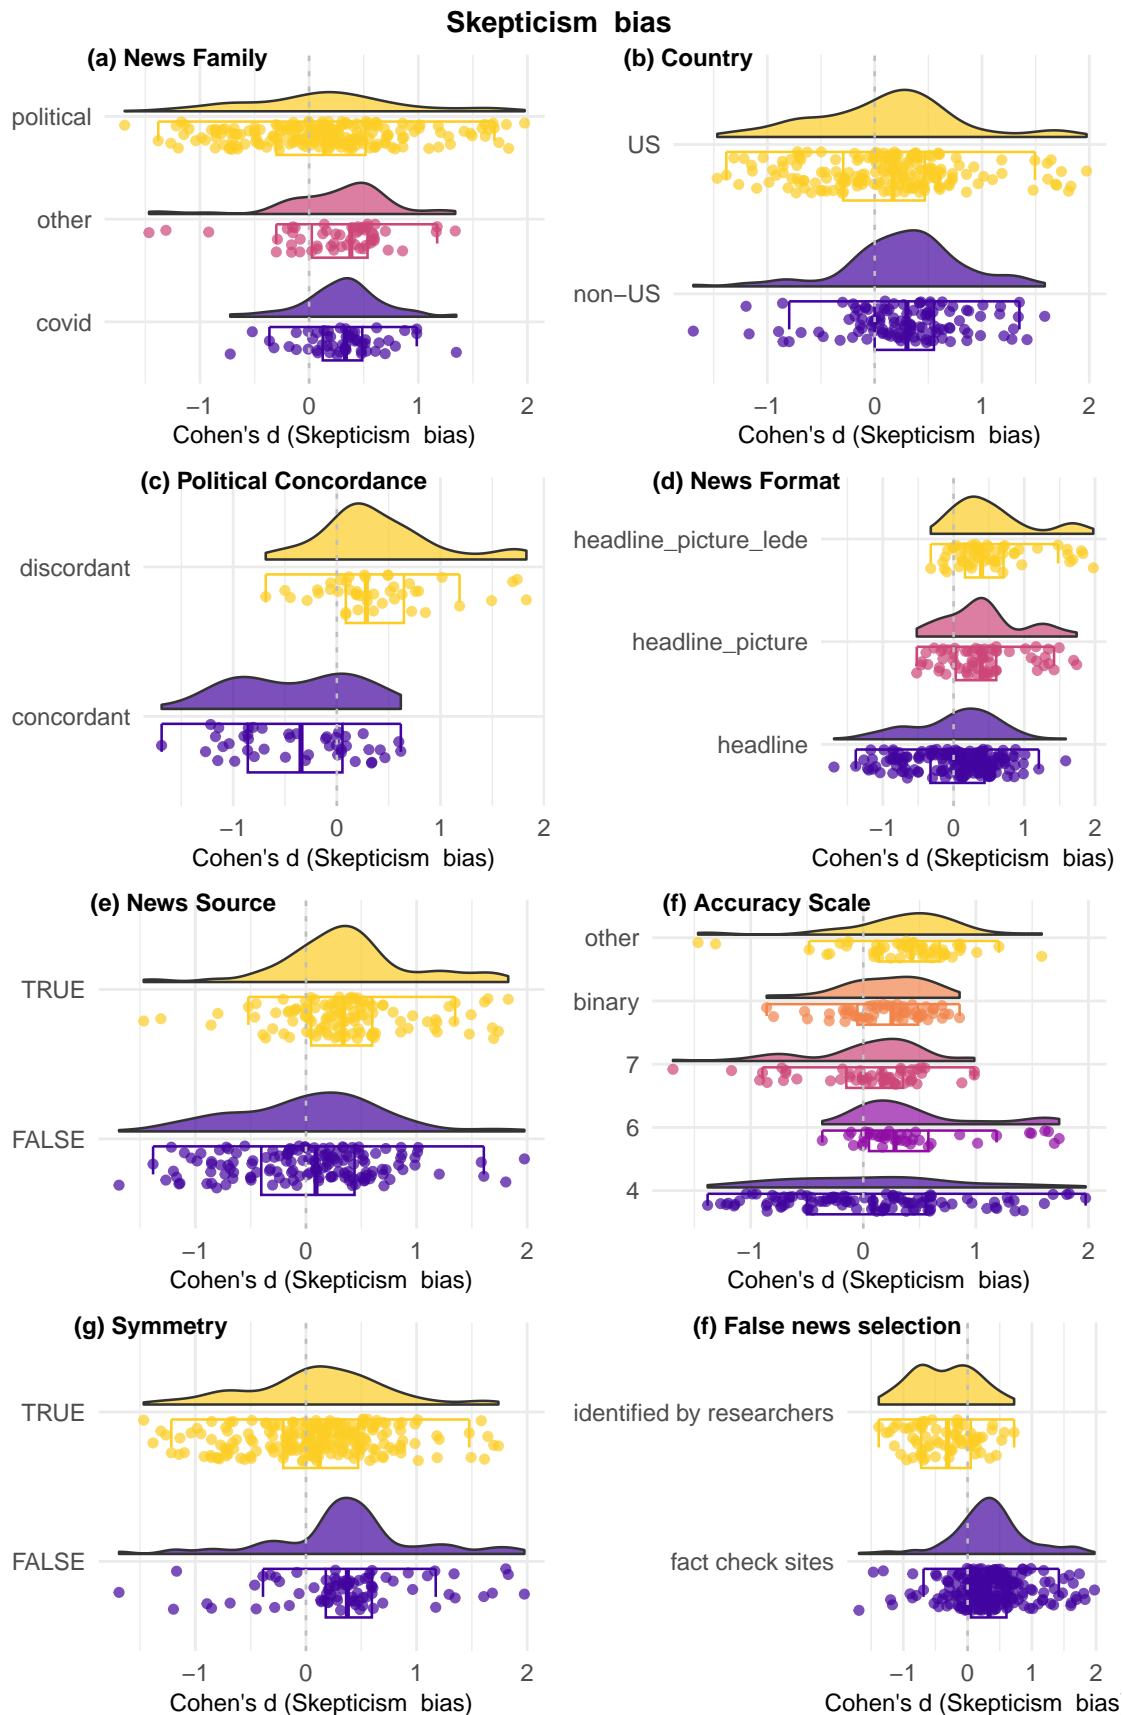 Skepticism  bias
(a) News Family
political
other
covid
−1 0 1 2
Cohen's d (Skepticism  bias)
(b) Country
US
non−US
−1 0 1 2
Cohen's d (Skepticism  bias)
(c) Political Concordance
discordant
concordant
−1 0 1 2
Cohen's d (Skepticism  bias)
(d) News Format
headline_picture_lede
headline_picture
headline
−1 0 1 2
Cohen's d (Skepticism  bias)
(e) News Source
TRUE
FALSE
−1 0 1 2
Cohen's d (Skepticism  bias)
(f) Accuracy Scale
other
binary
7
6
4
−1 0 1 2
Cohen's d (Skepticism  bias)
(g) Symmetry
TRUE
FALSE
−1 0 1 2
Cohen's d (Skepticism  bias)
(f) False news selection
identified by researchers
fact check sites
−1 0 1 2
Cohen's d (Skepticism  bias)